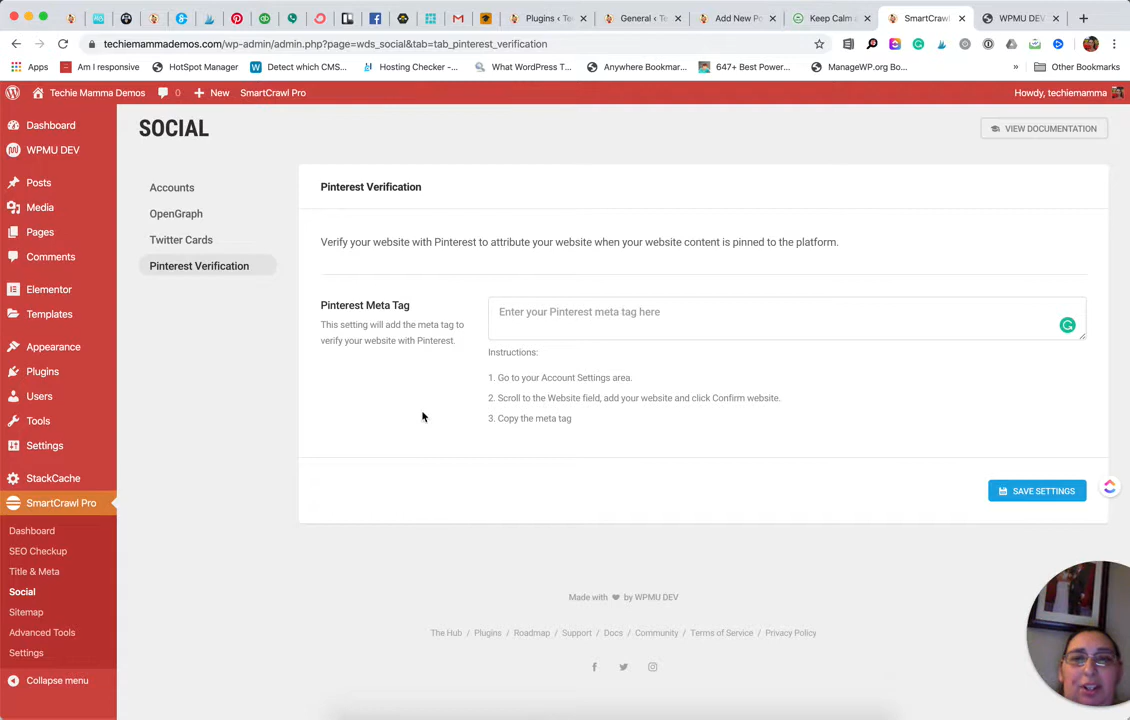 Plugins < Te
General < T
Add New Po
Keep Calm a
SmartCraw
WPMU DEV
techiemammademos.com/wp-admin/admin.php?page=wds_social&tab=tab_pinterest_verification
Apps
Am I responsive
HotSpot Manager
Detect which CMS...
Hosting Checker -...
What WordPress T...
Anywhere Bookmar...
647+ Best Power...
ManageWP.org Bo...
»
Other Bookmarks
Techie Mamma Demos
0
New
SmartCrawl Pro
Howdy, techiemamma
Dashboard
WPMU DEV
Posts
Media
Pages
Comments
Elementor
Templates
Appearance
Plugins
Users
Tools
Settings
StackCache
SmartCrawl Pro
Dashboard
SEO Checkup
Title & Meta
Social
Sitemap
Advanced Tools
Settings
Collapse menu
SOCIAL
VIEW DOCUMENTATION
Accounts
OpenGraph
Twitter Cards
Pinterest Verification
Pinterest Verification
Verify your website with Pinterest to attribute your website when your website content is pinned to the platform.
Pinterest Meta Tag
This setting will add the meta tag to
verify your website with Pinterest.
Enter your Pinterest meta tag here
Instructions:
1. Go to your Account Settings area.
2. Scroll to the Website field, add your website and click Confirm website.
3. Copy the meta tag
SAVE SETTINGS
Made with ♥ by WPMU DEV
The Hub / Plugins / Roadmap / Support / Docs / Community / Terms of Service / Privacy Policy